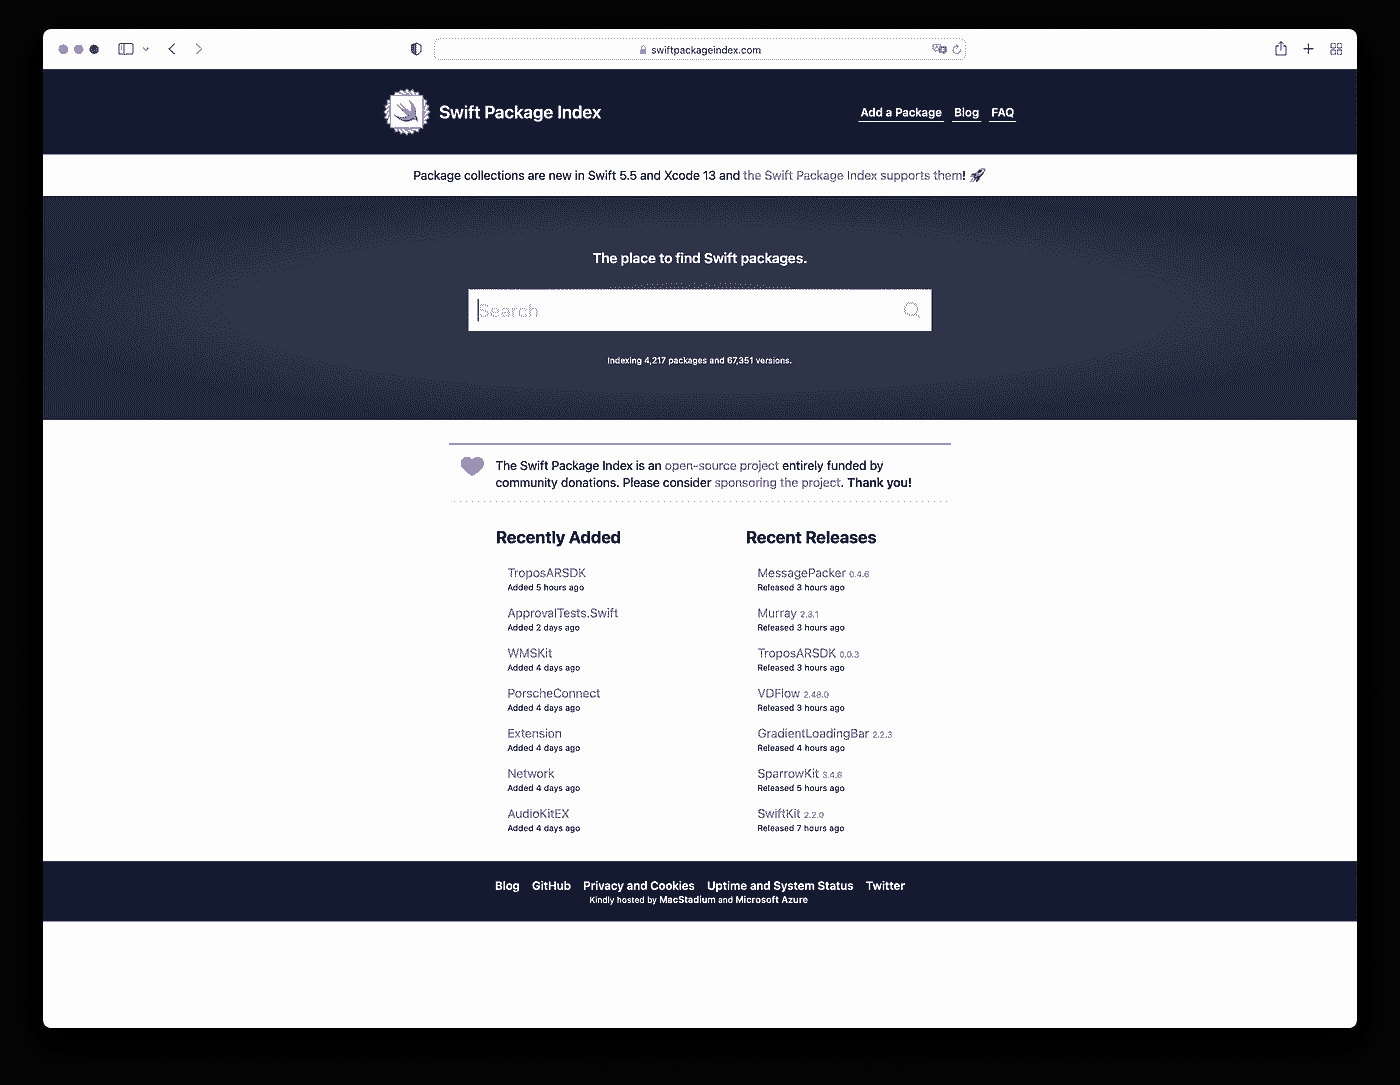 swiftpackageindex.com
Swift Package Index
Add a Package Blog FAQ
Package collections are new in Swift 5.5 and Xcode 13 and the Swift Package Index supports them! 🚀
The place to find Swift packages.
Search
Indexing 4,217 packages and 67,351 versions.
The Swift Package Index is an open-source project entirely funded by
community donations. Please consider sponsoring the project. Thank you!
Recently Added
TroposARSDK
Added 5 hours ago
ApprovalTests.Swift
Added 2 days ago
WMSKit
Added 4 days ago
PorscheConnect
Added 4 days ago
Extension
Added 4 days ago
Network
Added 4 days ago
AudioKitEX
Added 4 days ago
Recent Releases
MessagePacker 0.4.6
Released 3 hours ago
Murray 2.3.1
Released 3 hours ago
TroposARSDK 0.0.3
Released 3 hours ago
VDFlow 2.48.0
Released 3 hours ago
GradientLoadingBar 2.2.3
Released 4 hours ago
SparrowKit 3.4.6
Released 5 hours ago
SwiftKit 2.2.0
Released 7 hours ago
Blog GitHub Privacy and Cookies Uptime and System Status Twitter
Kindly hosted by MacStadium and Microsoft Azure